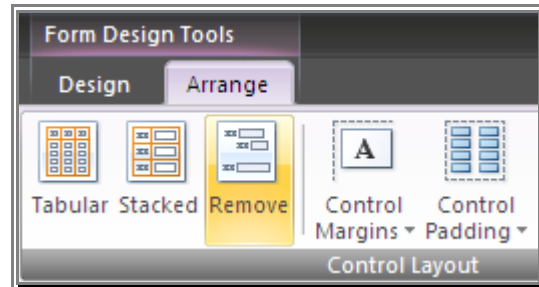 Form Design Tools
Design Arrange
Tabular Stacked Remove Control Margins Control Padding
Control Layout